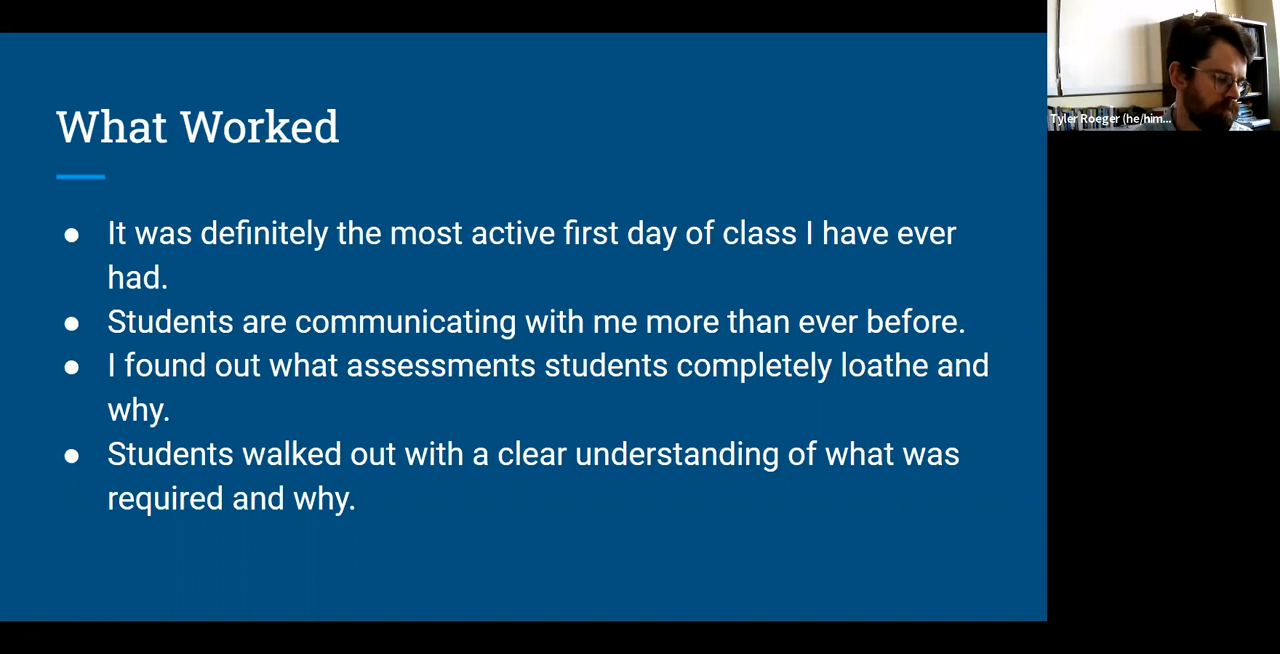 What Worked
● It was definitely the most active first day of class I have ever
had.
● Students are communicating with me more than ever before.
● I found out what assessments students completely loathe and
why.
● Students walked out with a clear understanding of what was
required and why.
Tyler Roeger (he/him...